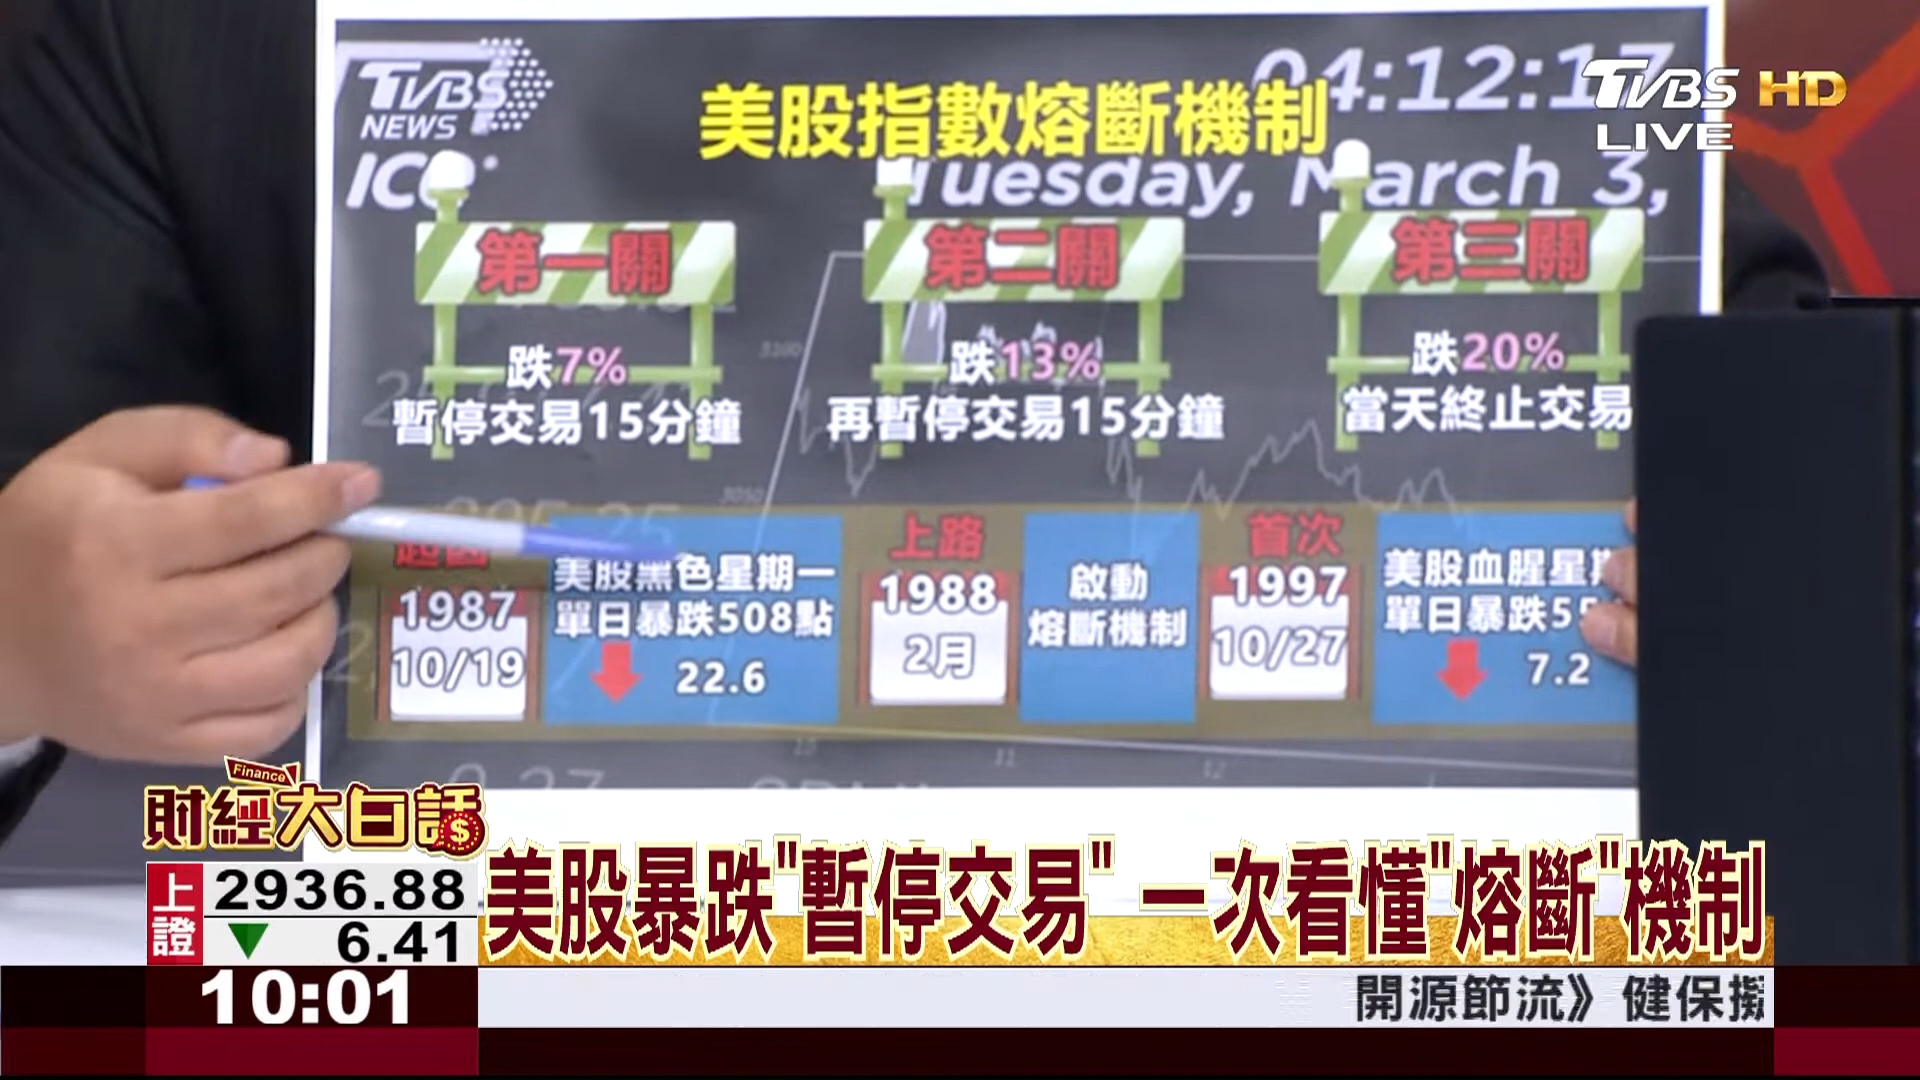 TVBS
NEWS
美股指數熔斷機制
04:12:17
TVBS HD
LIVE
Tuesday, March 3,
第一關
第二關
第三關
跌7%
暫停交易15分鐘
跌13%
再暫停交易15分鐘
跌20%
當天終止交易
1987
10/19
美股黑色星期一
單日暴跌508點
22.6
上路
1988
2月
啟動
熔斷機制
首次
1997
10/27
美股血腥星
單日暴跌5
7.2
Finance
財經大白話
美股暴跌"暫停交易" 一次看懂"熔斷"機制
上證
2936.88
6.41
10:01
開源節流》健保擬